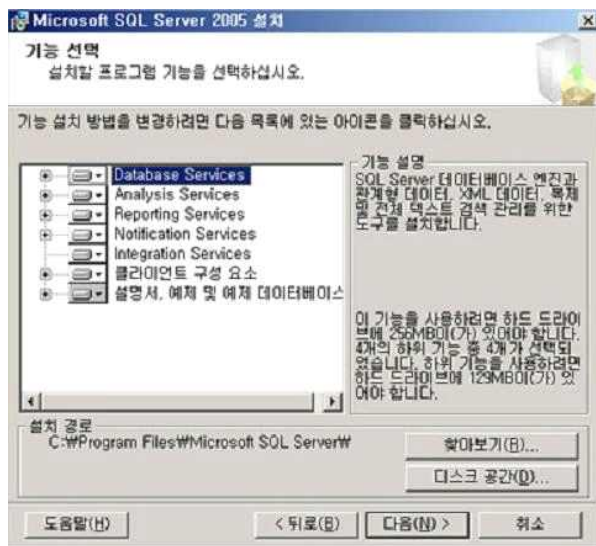 Microsoft SQL Server 2005 설치
기능 선택
설치할 프로그램 기능을 선택하십시오.
기능 설치 방법을 변경하려면 다음 목록에 있는 아이콘을 클릭하십시오.
Database Services
Analysis Services
Reporting Services
Notification Services
Integration Services
클라이언트 구성 요소
설명서, 예제 및 예제 데이터베이스
기능 설명
SQL Server 데이터베이스 엔진과
관계형 데이터, XML 데이터, 복제
및 전체 텍스트 검색 관리를 위한
도구를 설치합니다.
이 기능을 사용하려면 하드 드라이
브에 256MB이(가) 있어야 합니다.
4개의 하위 기능 중 4개가 선택되
었습니다. 하위 기능을 사용하려면
하드 드라이브에 129MB이(가) 있
어야 합니다.
설치 경로
C:₩Program Files₩Microsoft SQL Server₩
찾아보기(B)...
디스크 공간(D)...
도움말(H)
< 뒤로(B)
다음(N) >
취소